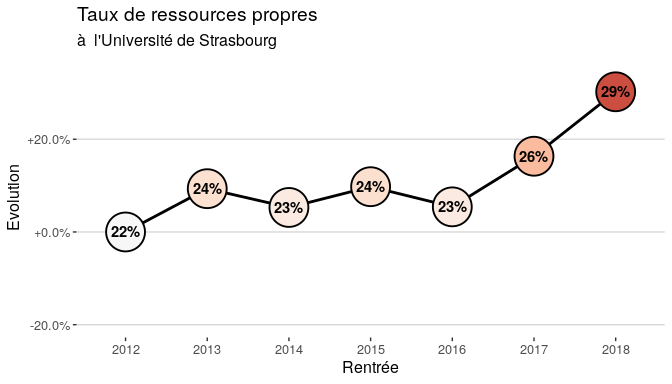 Taux de ressources propres
à  l'Université de Strasbourg
Evolution
+20.0%
+0.0%
-20.0%
22%
24%
23%
24%
23%
26%
29%
2012 2013 2014 2015 2016 2017 2018
Rentrée